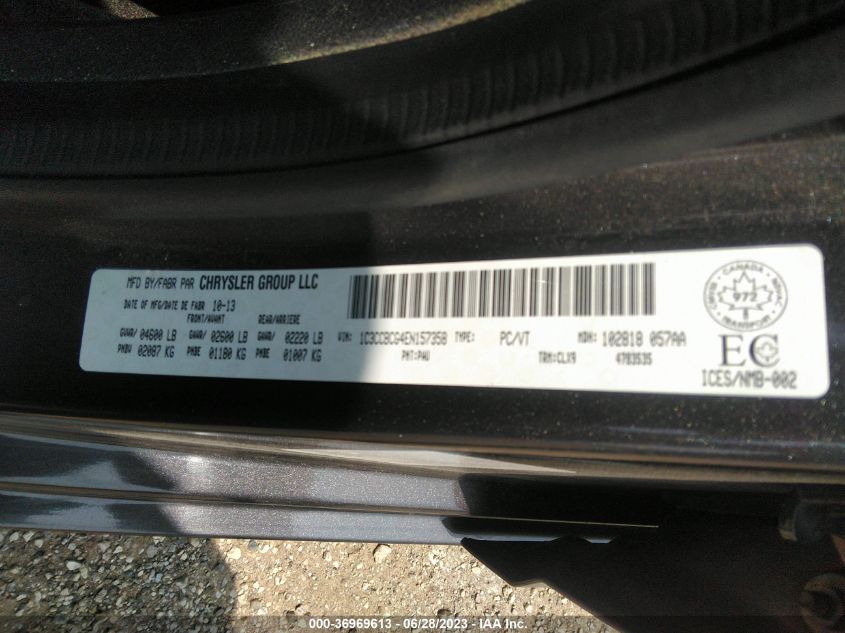 MFD BY/FABR PAR CHRYSLER GROUP LLC
DATE OF MFG/DATE DE FABR 10-13
FRONT/AVANT REAR/ARRIERE
GVWR/ 04600 LB GAWR/ 02600 LB GAWR/ 02220 LB
PNBV 02087 KG PNBE 01180 KG PNBE 01007 KG
VIN: 1C3CCBCG4EN157358 TYPE: PC/VT MDH: 102818 057AA
PNT:PAU TRM:CLX9 4783535
CANADA
972
TRANSPORT
EC
ICES/NMB-002
000-36969613 / 06/28/2023 - IAA Inc.